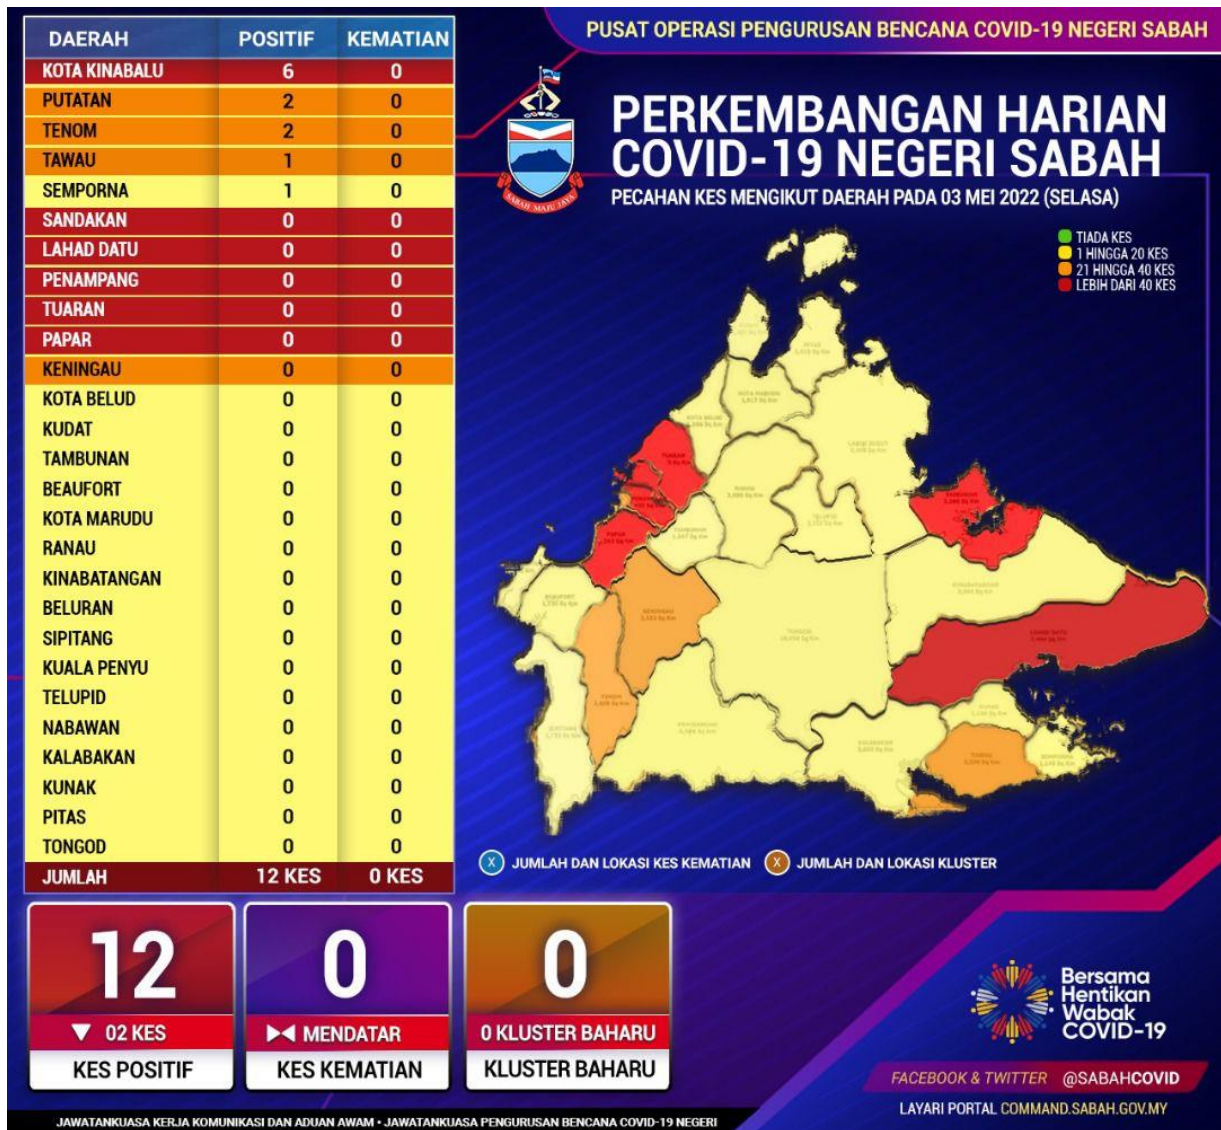 DAERAH POSITIF KEMATIAN
KOTA KINABALU 6 0
PUTATAN 2 0
TENOM 2 0
TAWAU 1 0
SEMPORNA 1 0
SANDAKAN 0 0
LAHAD DATU 0 0
PENAMPANG 0 0
TUARAN 0 0
PAPAR 0 0
KENINGAU 0 0
KOTA BELUD 0 0
KUDAT 0 0
TAMBUNAN 0 0
BEAUFORT 0 0
KOTA MARUDU 0 0
RANAU 0 0
KINABATANGAN 0 0
BELURAN 0 0
SIPITANG 0 0
KUALA PENYU 0 0
TELUPID 0 0
NABAWAN 0 0
KALABAKAN 0 0
KUNAK 0 0
PITAS 0 0
TONGOD 0 0
JUMLAH 12 KES 0 KES
PUSAT OPERASI PENGURUSAN BENCANA COVID-19 NEGERI SABAH
SABAH MAJU JAYA
PERKEMBANGAN HARIAN
COVID-19 NEGERI SABAH
PECAHAN KES MENGIKUT DAERAH PADA 03 MEI 2022 (SELASA)
TIADA KES
1 HINGGA 20 KES
21 HINGGA 40 KES
LEBIH DARI 40 KES
X JUMLAH DAN LOKASI KES KEMATIAN X JUMLAH DAN LOKASI KLUSTER
12
02 KES
KES POSITIF
0
MENDATAR
KES KEMATIAN
0
0 KLUSTER BAHARU
KLUSTER BAHARU
Bersama
Hentikan
Wabak
COVID-19
FACEBOOK & TWITTER @SABAHCOVID
LAYARI PORTAL COMMAND.SABAH.GOV.MY
JAWATANKUASA KERJA KOMUNIKASI DAN ADUAN AWAM • JAWATANKUASA PENGURUSAN BENCANA COVID-19 NEGERI